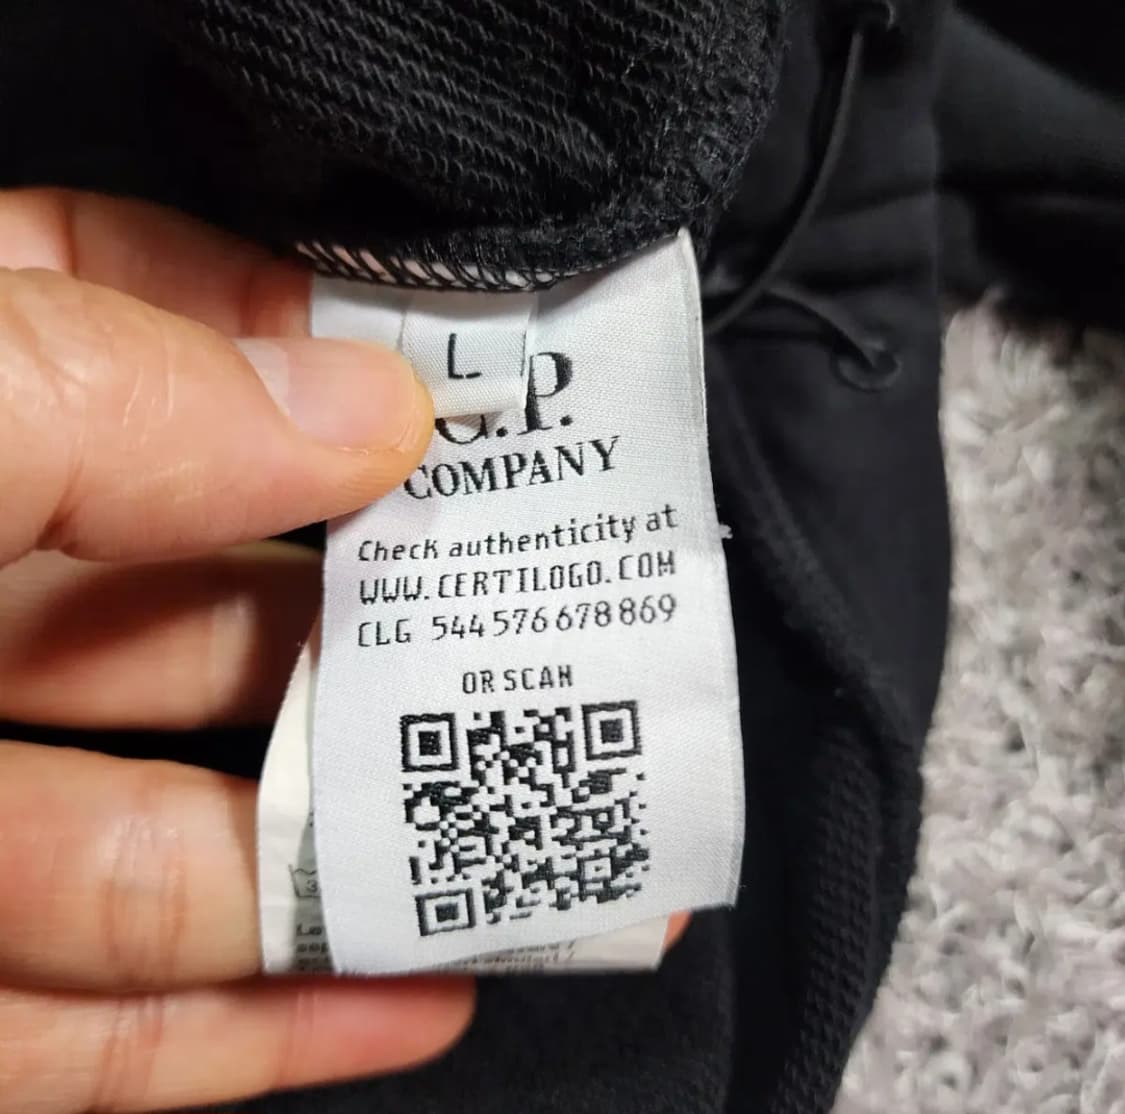 L
C.P.
COMPANY
Check authenticity at
WWW.CERTILOGO.COM
CLG 544576678869
OR SCAN